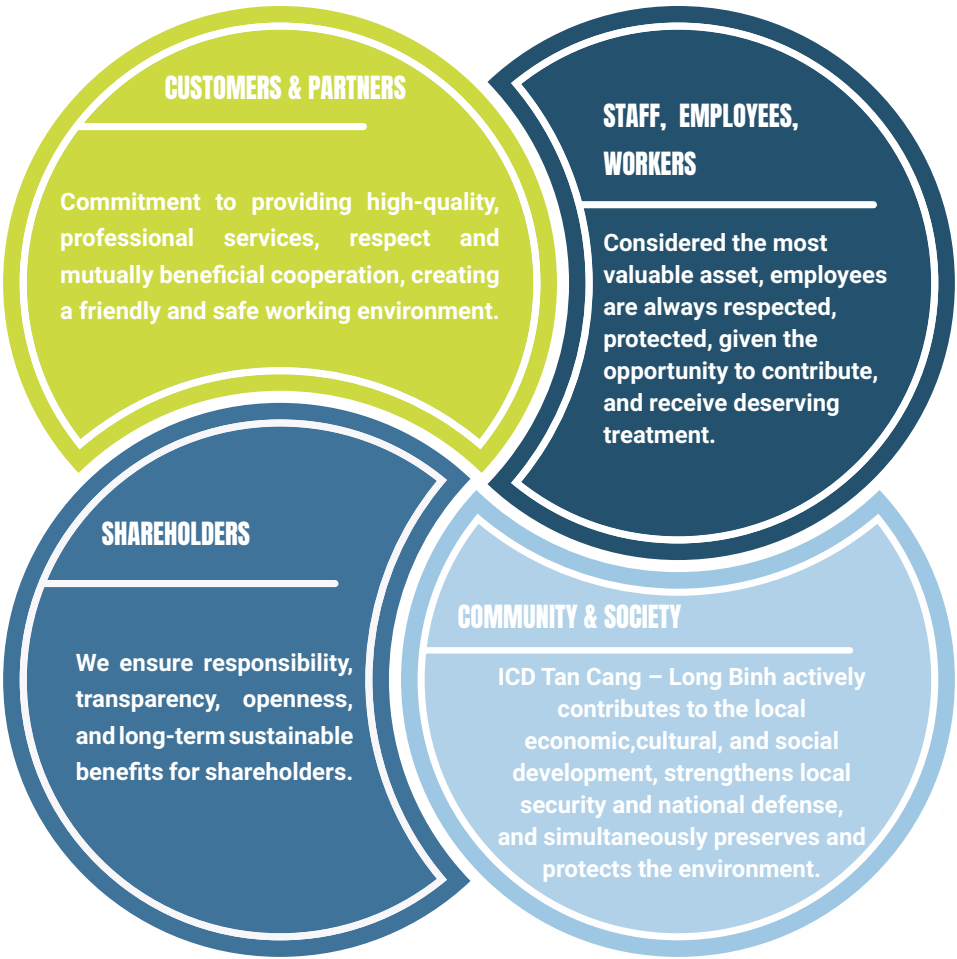 CUSTOMERS & PARTNERS
Commitment to providing high-quality,
professional services, respect and
mutually beneficial cooperation, creating
a friendly and safe working environment.
STAFF, EMPLOYEES,
WORKERS
Considered the most
valuable asset, employees
are always respected,
protected, given the
opportunity to contribute,
and receive deserving
treatment.
SHAREHOLDERS
We ensure responsibility,
transparency, openness,
and long-term sustainable
benefits for shareholders.
COMMUNITY & SOCIETY
ICD Tan Cang – Long Binh actively
contributes to the local
economic,cultural, and social
development, strengthens local
security and national defense,
and simultaneously preserves and
protects the environment.